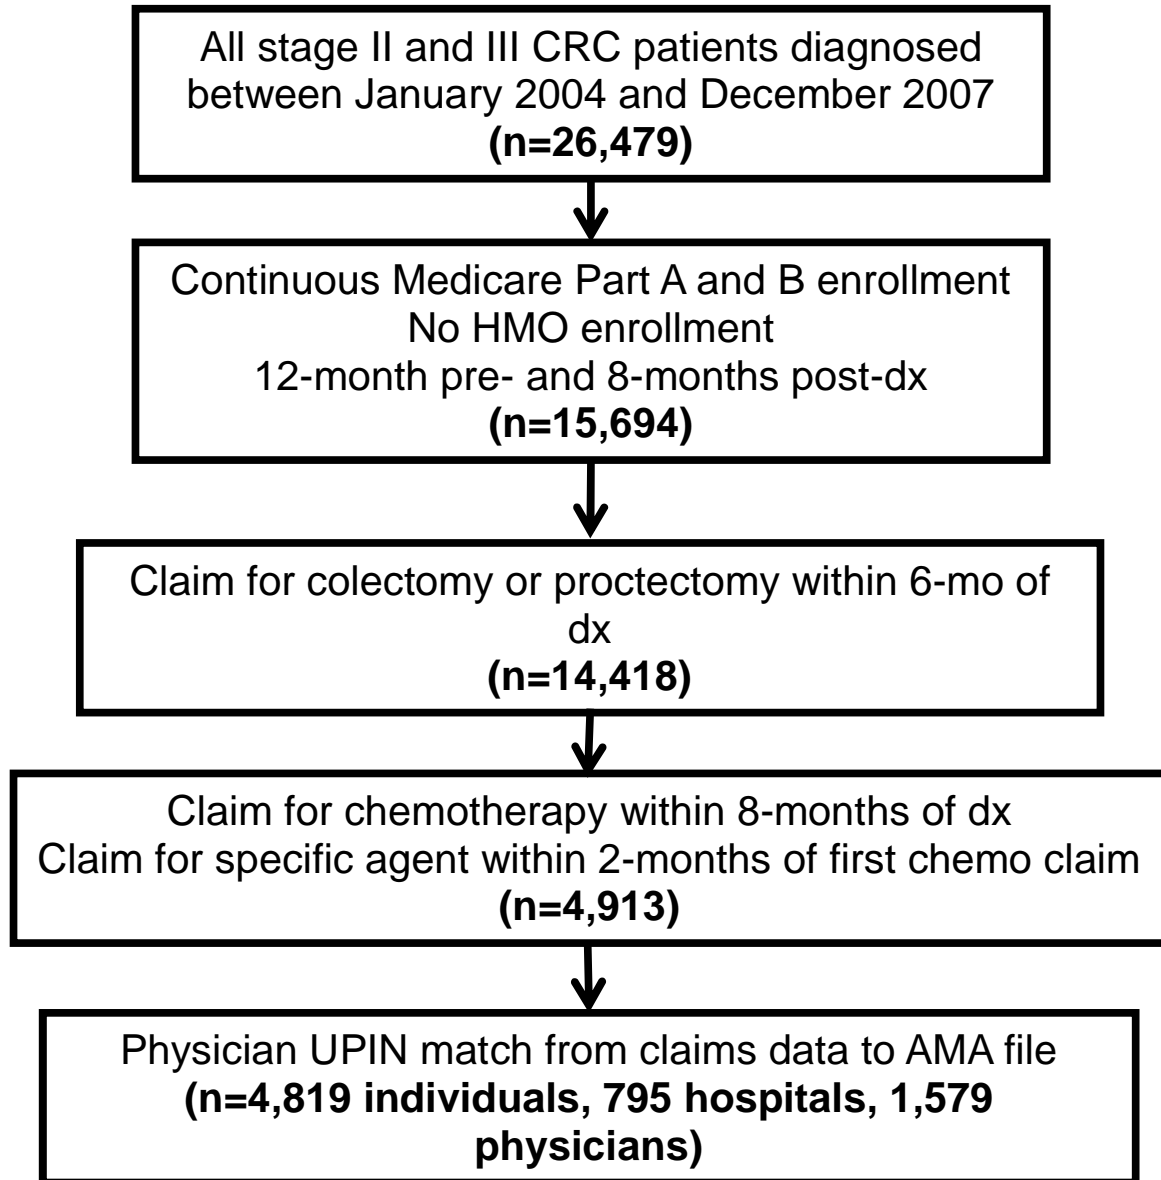 All stage II and III CRC patients diagnosed
between January 2004 and December 2007
(n=26,479)
Continuous Medicare Part A and B enrollment
No HMO enrollment
12-month pre- and 8-months post-dx
(n=15,694)
Claim for colectomy or proctectomy within 6-mo of
dx
(n=14,418)
Claim for chemotherapy within 8-months of dx
Claim for specific agent within 2-months of first chemo claim
(n=4,913)
Physician UPIN match from claims data to AMA file
(n=4,819 individuals, 795 hospitals, 1,579
physicians)